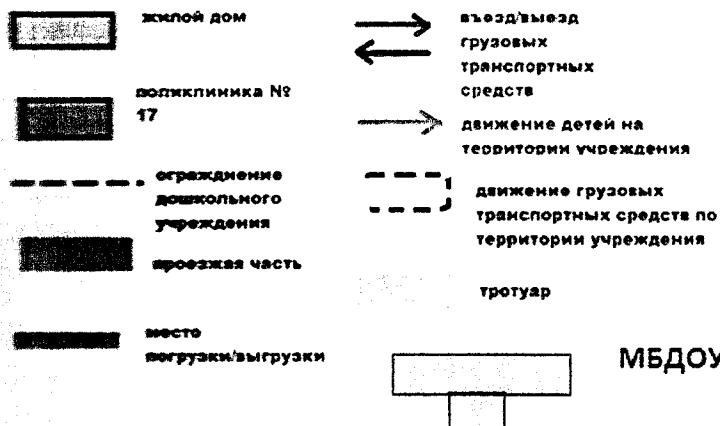 жилой дом
поликлиника №
17
ограждиение
дошкольного
учреждения
проезжая часть
место
погрузки/выгрузки
въезд/выезд
грузовых
транспортных
средств
движение детей на
территории учреждения
движение грузовых
транспортных средств по
территории учреждения
тротуар
МБДОУ